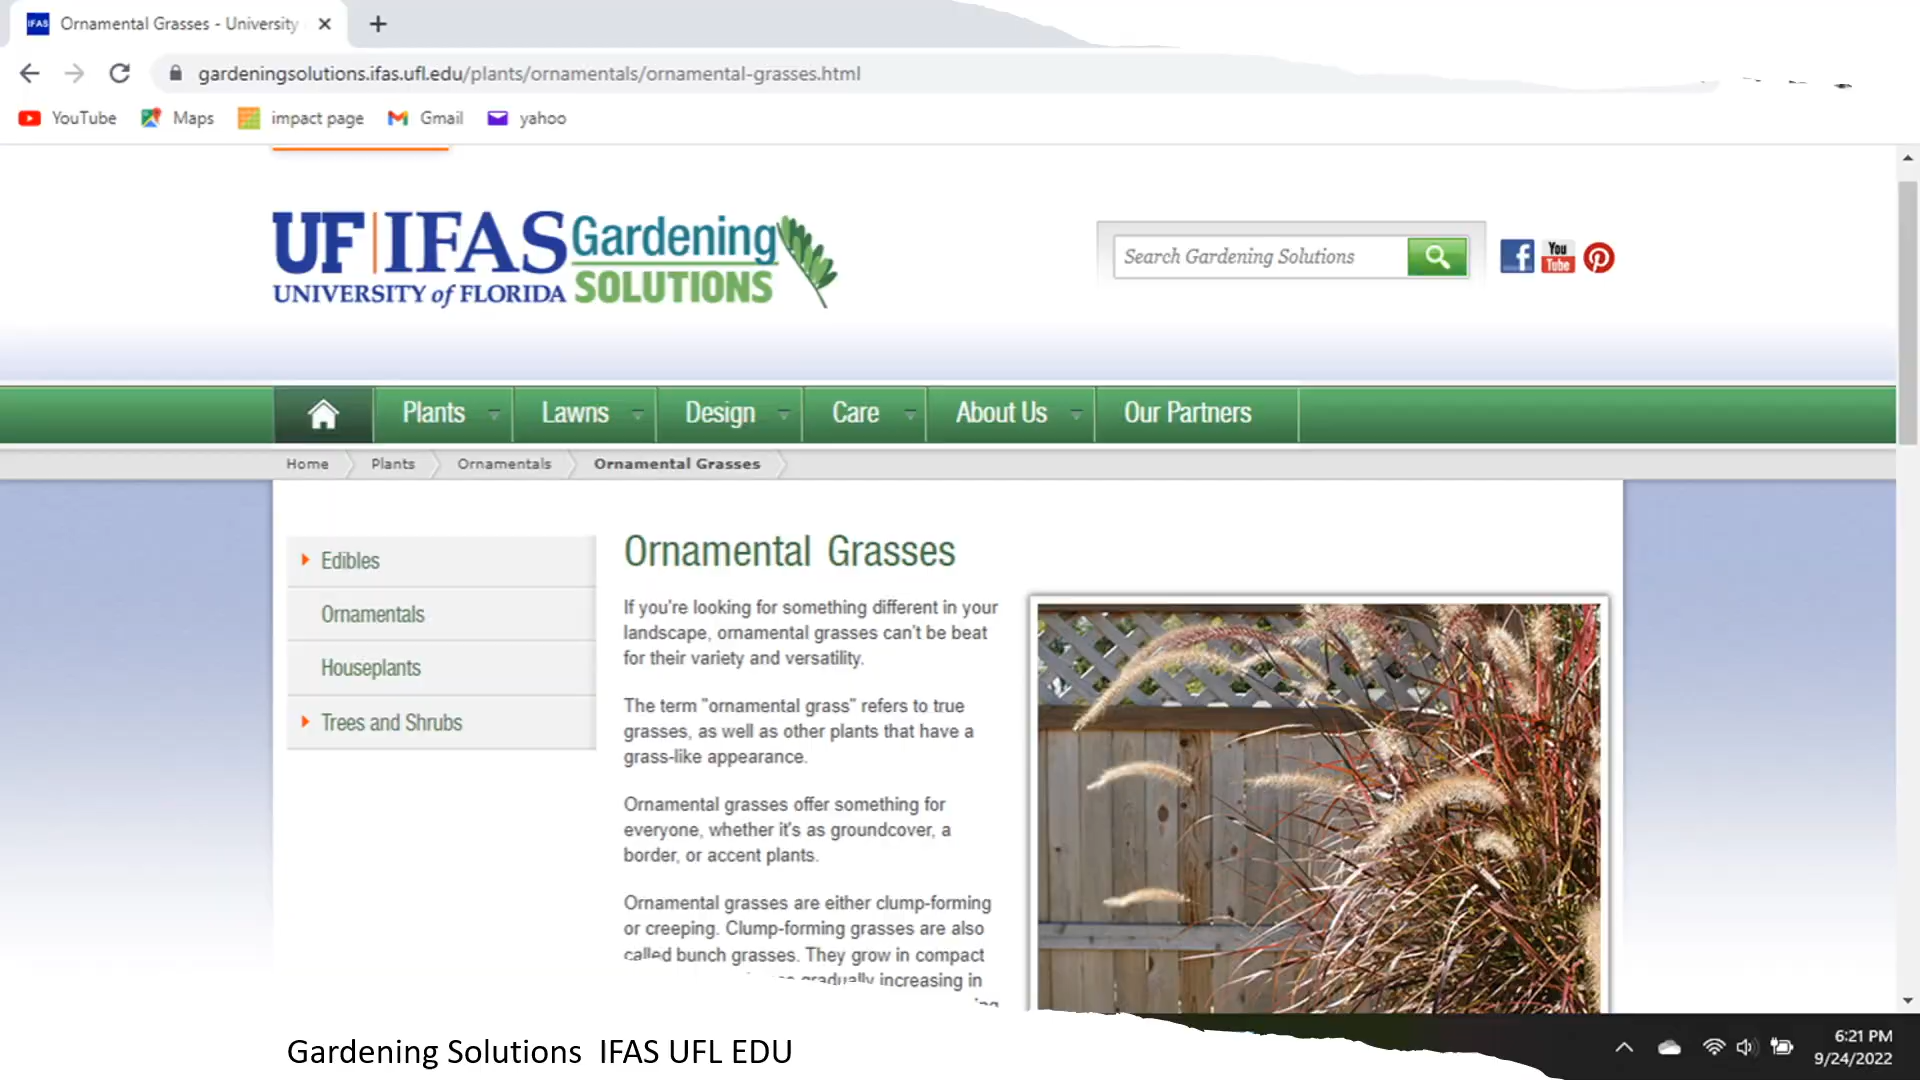 IFAS Ornamental Grasses - University
gardeningsolutions.ifas.ufl.edu/plants/ornamentals/ornamental-grasses.html
YouTube Maps impact page Gmail yahoo
UF|IFAS Gardening
UNIVERSITY of FLORIDA SOLUTIONS
Search Gardening Solutions
You
Tube
Plants Lawns Design Care About Us Our Partners
Home Plants Ornamentals Ornamental Grasses
Edibles
Ornamentals
Houseplants
Trees and Shrubs
Ornamental Grasses
If you're looking for something different in your
landscape, ornamental grasses can't be beat
for their variety and versatility.
The term "ornamental grass" refers to true
grasses, as well as other plants that have a
grass-like appearance.
Ornamental grasses offer something for
everyone, whether it's as groundcover, a
border, or accent plants.
Ornamental grasses are either clump-forming
or creeping. Clump-forming grasses are also
called bunch grasses. They grow in compact
gradually increasing in
Gardening Solutions IFAS UFL EDU
6:21 PM
9/24/2022